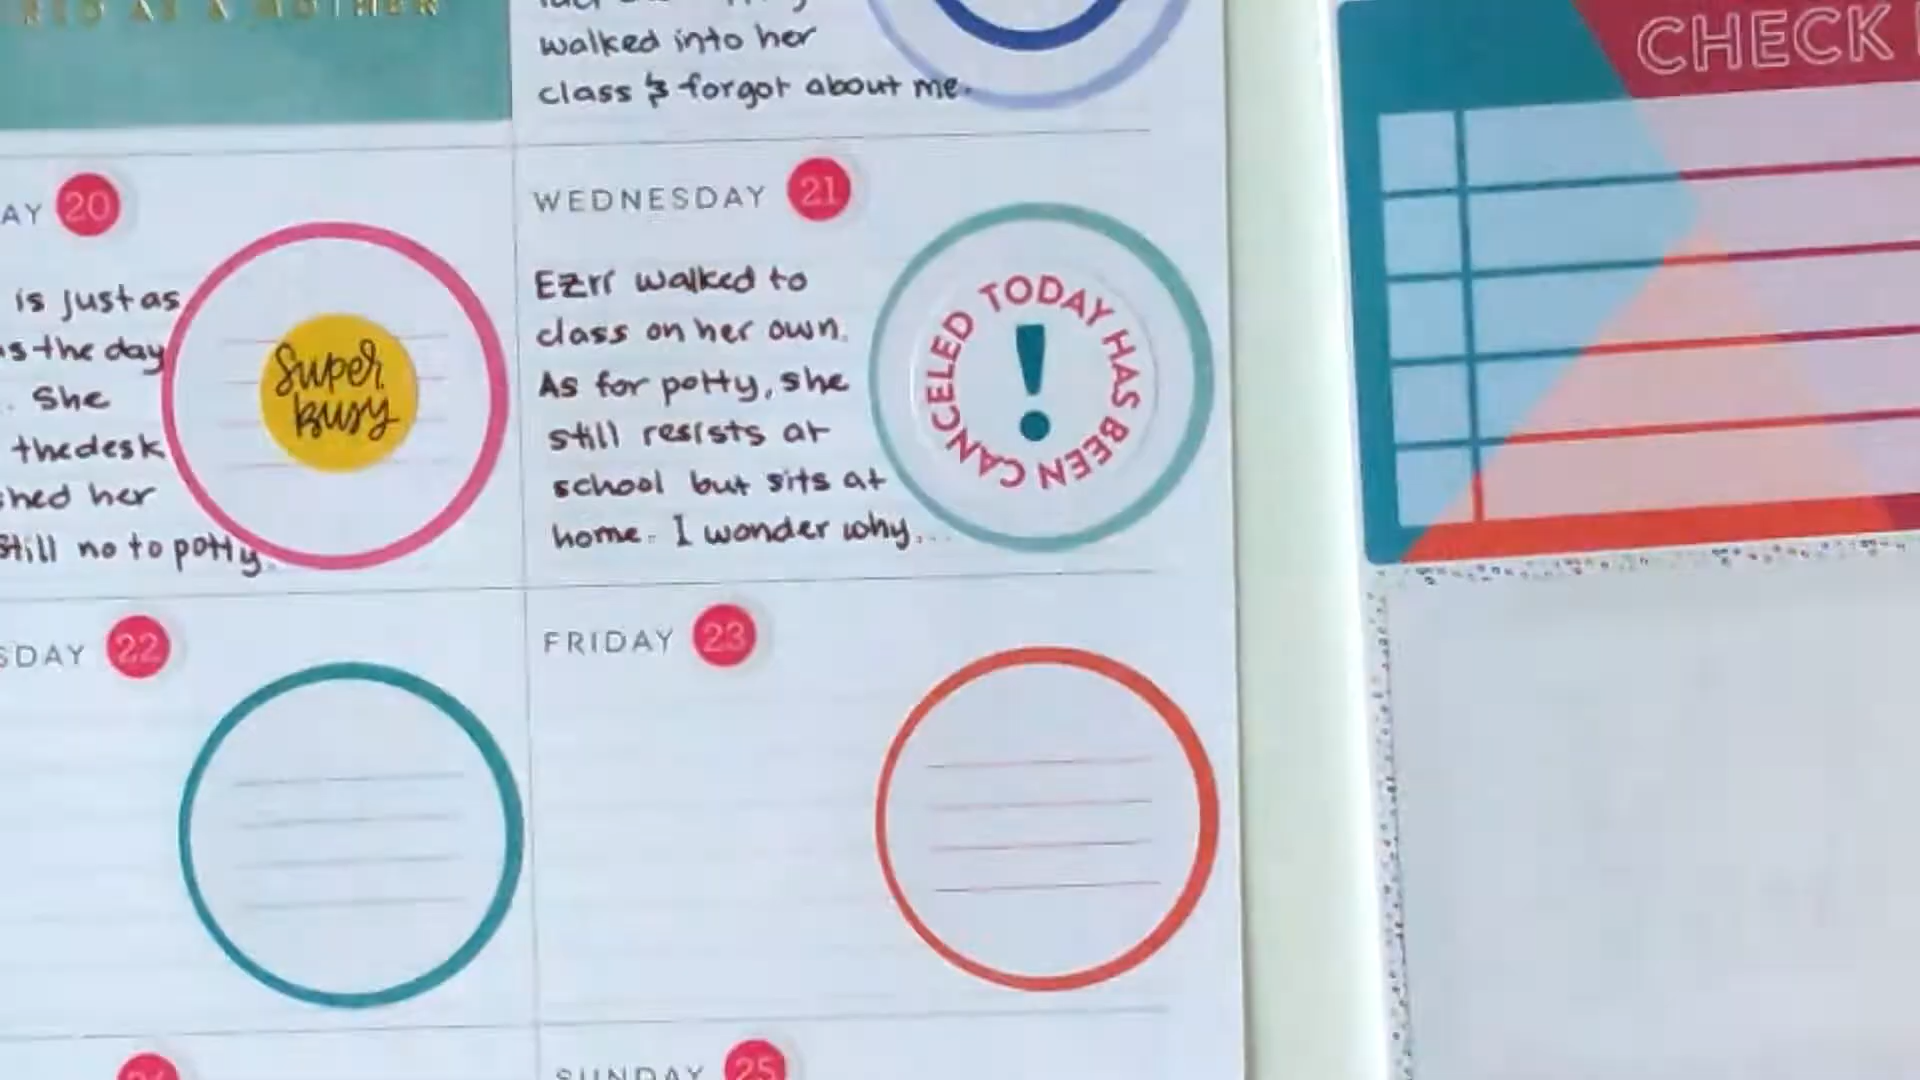 AS A MOTHER
walked into her
class & forgot about me.
CHECK
AY 20
is just as
the day
. She
the desk
hed her
still no to potty.
Super
busy
WEDNESDAY 21
Ezri walked to
class on her own.
As for potty, she
still resists at
school but sits at
home. I wonder why...
TODAY HAS BEEN CANCELED
!
SDAY 22
FRIDAY 23
24
SUNDAY 25